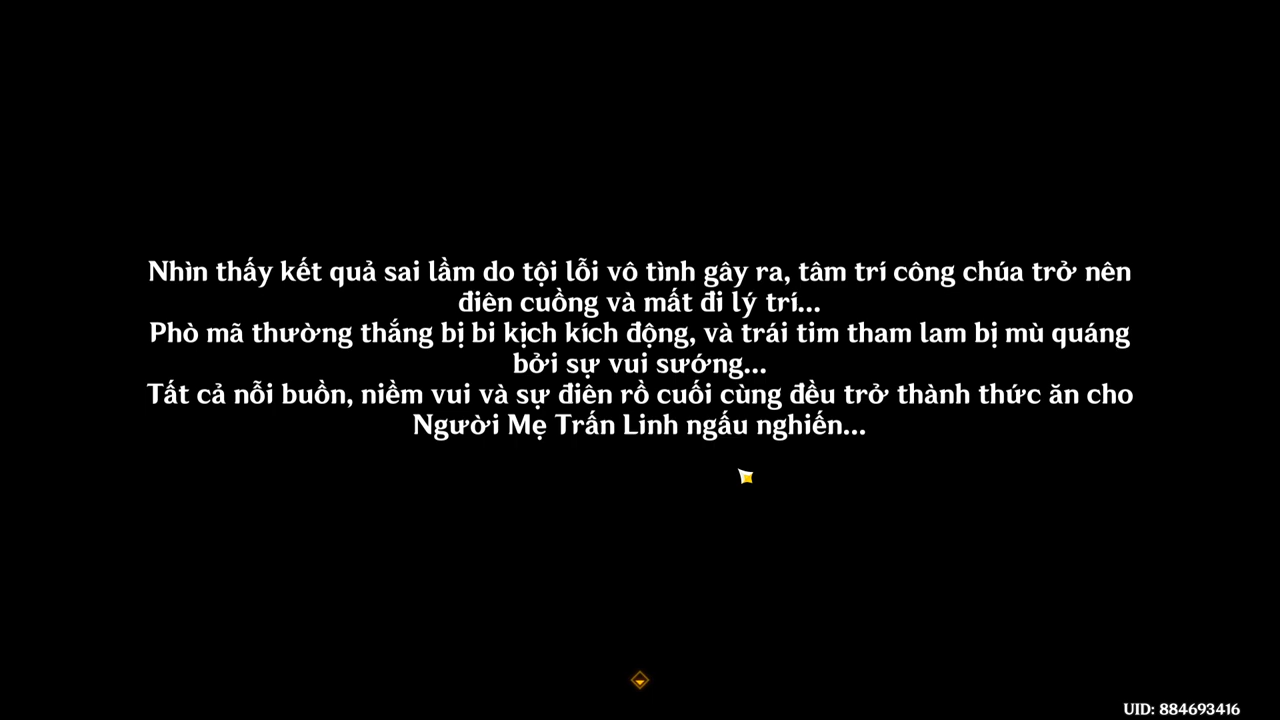 Nhìn thấy kết quả sai lầm do tội lỗi vô tình gây ra, tâm trí công chúa trở nên
điên cuồng và mất đi lý trí...
Phò mã thường thắng bị bi kịch kích động, và trái tim tham lam bị mù quáng
bởi sự vui sướng...
Tất cả nỗi buồn, niềm vui và sự điên rồ cuối cùng đều trở thành thức ăn cho
Người Mẹ Trấn Linh ngấu nghiến...
UID: 884693416